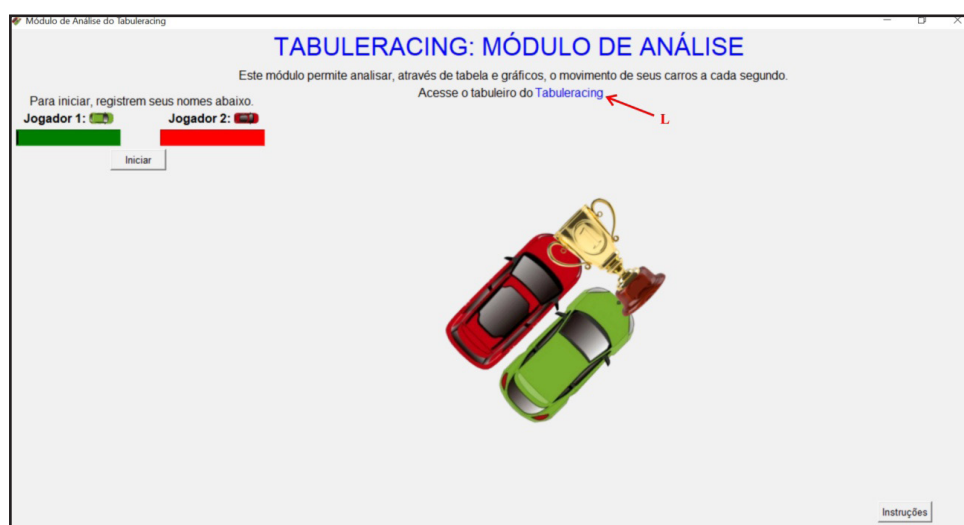 Módulo de Análise do Tabuleracing
TABULERACING: MÓDULO DE ANÁLISE
Este módulo permite analisar, através de tabela e gráficos, o movimento de seus carros a cada segundo.
Acesse o tabuleiro do Tabuleracing
L
Para iniciar, registrem seus nomes abaixo.
Jogador 1: Jogador 2:
Iniciar
Instruções